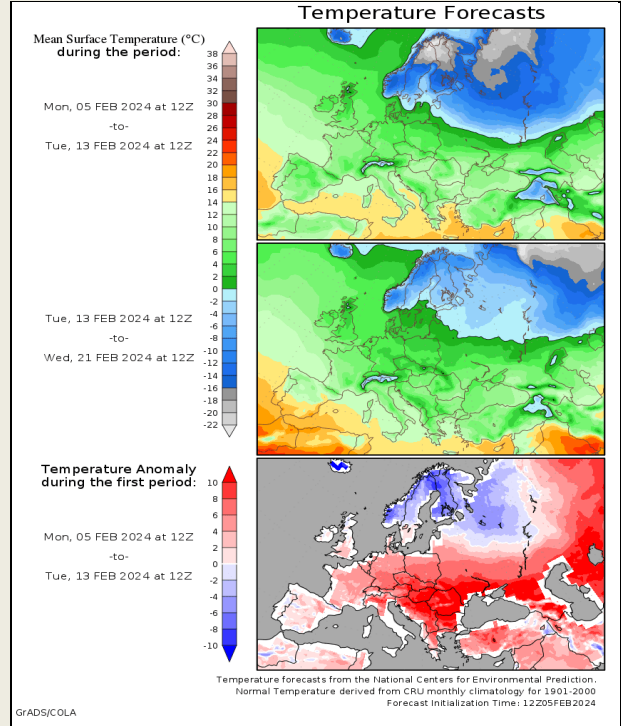 Temperature Forecasts
Mean Surface Temperature (°C)
during the period:
Mon, 05 FEB 2024 at 12Z
-to-
Tue, 13 FEB 2024 at 12Z
38
36
34
32
30
28
26
24
22
20
18
16
14
12
10
8
6
4
2
0
-2
-4
-6
-8
-10
-12
-14
-16
-18
-20
-22
Tue, 13 FEB 2024 at 12Z
-to-
Wed, 21 FEB 2024 at 12Z
Temperature Anomaly
during the first period:
Mon, 05 FEB 2024 at 12Z
-to-
Tue, 13 FEB 2024 at 12Z
10
8
6
4
2
0
-2
-4
-6
-8
-10
Temperature forecasts from the National Centers for Environmental Prediction.
Normal Temperature derived from CRU monthly climatology for 1901-2000
Forecast Initialization Time: 12Z05FEB2024
GrADS/COLA